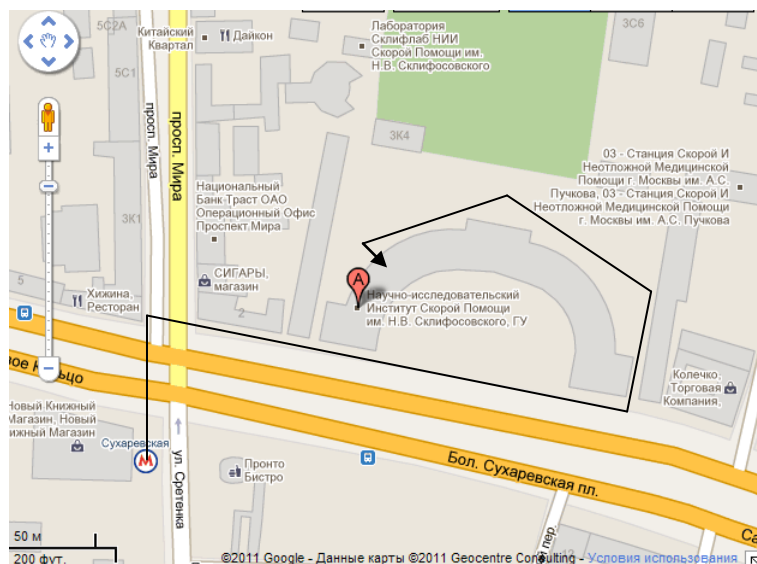 5С2А
Китайский
Квартал
Дайкон
Лаборатория
Склифлаб НИИ
Скорой Помощи им.
Н.В. Склифосовского
3С6
5С1
просп. Мира
просп. Мира
3К4
03 - Станция Скорой И
Неотложной Медицинской
Помощи г. Москвы им. А.С.
Пучкова, 03 - Станция Скорой И
Неотложной Медицинской Помощи
г. Москвы им. А.С. Пучкова
Национальный
Банк Траст ОАО
Операционный Офис
Проспект Мира
3К1
5
СИГАРЫ,
магазин
A
Хижина,
Ресторан
2
Научно-исследовательский
Институт Скорой Помощи
им. Н.В. Склифосовского, ГУ
вое Кольцо
Колечко,
Торговая
Компания,
Новый Книжный
Магазин, Новый
нижный Магазин
Сухаревская
М
ул. Сретенка
Пронто
Бистро
Бол. Сухаревская пл.
Са
й пер.
50 м
200 фут.
©2011 Google - Данные карты ©2011 Geocentre Consulting - Условия использования